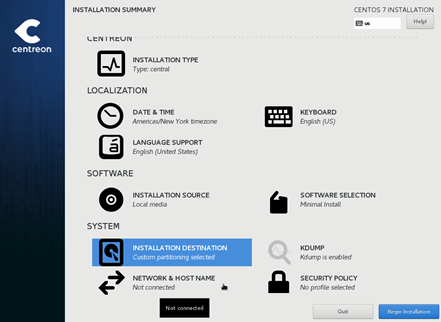 INSTALLATION SUMMARY
CENTOS 7 INSTALLATION
us
Help!
centreon
CENTREON
INSTALLATION TYPE
Type: central
LOCALIZATION
DATE & TIME
Americas/New York timezone
KEYBOARD
English (US)
LANGUAGE SUPPORT
English (United States)
SOFTWARE
INSTALLATION SOURCE
Local media
SOFTWARE SELECTION
Minimal Install
SYSTEM
INSTALLATION DESTINATION
Custom partitioning selected
KDUMP
Kdump is enabled
NETWORK & HOST NAME
Not connected
SECURITY POLICY
No profile selected
Not connected
Quit
Begin Installation